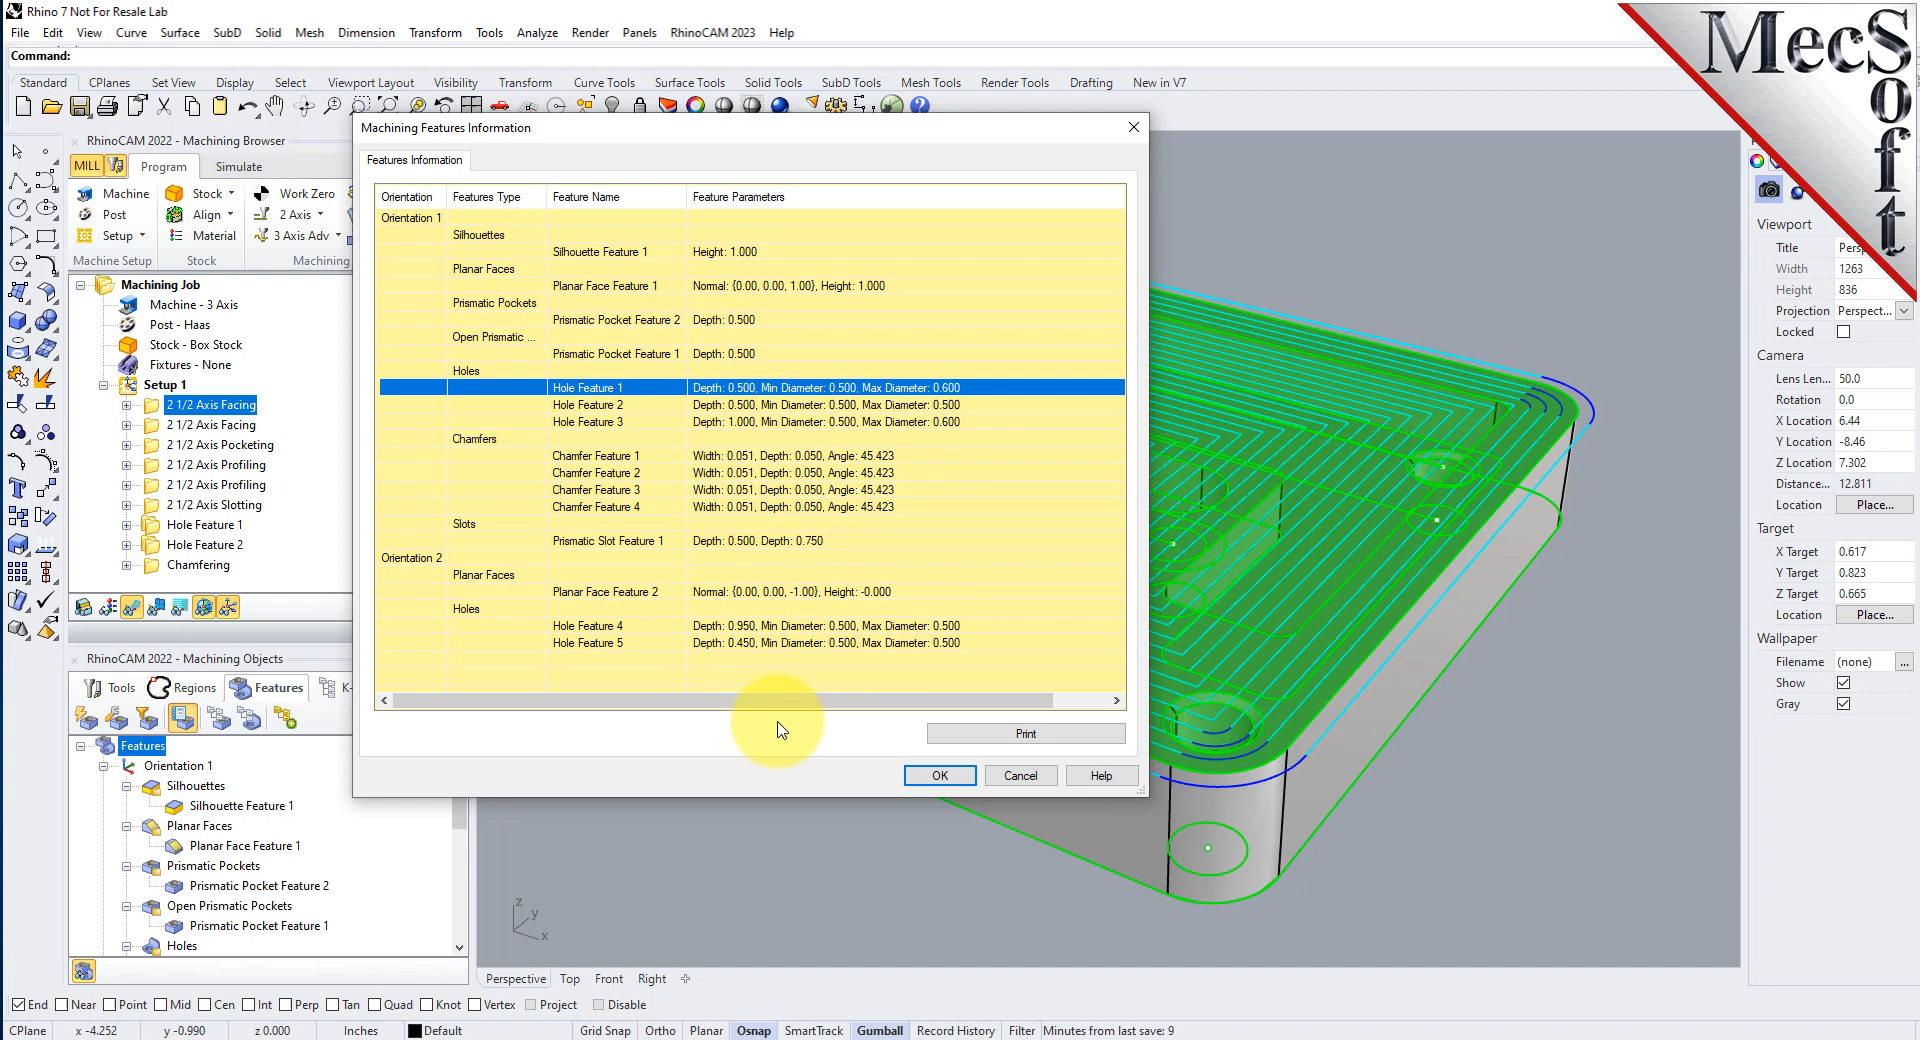 Rhino 7 Not For Resale Lab
File Edit View Curve Surface SubD Solid Mesh Dimension Transform Tools Analyze Render Panels RhinoCAM 2023 Help
Command:
Standard CPlanes Set View Display Select Viewport Layout Visibility Transform Curve Tools Surface Tools Solid Tools SubD Tools Mesh Tools Render Tools Drafting New in V7
MecSoft
RhinoCAM 2022 - Machining Browser
MILL Program Simulate
Machine Stock Work Zero
Post Align 2 Axis
Setup Material 3 Axis Adv
Machine Setup Stock Machining
Machining Job
Machine - 3 Axis
Post - Haas
Stock - Box Stock
Fixtures - None
Setup 1
2 1/2 Axis Facing
2 1/2 Axis Facing
2 1/2 Axis Pocketing
2 1/2 Axis Profiling
2 1/2 Axis Profiling
2 1/2 Axis Slotting
Hole Feature 1
Hole Feature 2
Chamfering
RhinoCAM 2022 - Machining Objects
Tools Regions Features K-
Features
Orientation 1
Silhouettes
Silhouette Feature 1
Planar Faces
Planar Face Feature 1
Prismatic Pockets
Prismatic Pocket Feature 2
Open Prismatic Pockets
Prismatic Pocket Feature 1
Holes
Machining Features Information
Features Information
Orientation Features Type Feature Name Feature Parameters
Orientation 1
Silhouettes
Silhouette Feature 1 Height: 1.000
Planar Faces
Planar Face Feature 1 Normal: {0.00, 0.00, 1.00}, Height: 1.000
Prismatic Pockets
Prismatic Pocket Feature 2 Depth: 0.500
Open Prismatic ...
Prismatic Pocket Feature 1 Depth: 0.500
Holes
Hole Feature 1 Depth: 0.500, Min Diameter: 0.500, Max Diameter: 0.600
Hole Feature 2 Depth: 0.500, Min Diameter: 0.500, Max Diameter: 0.500
Hole Feature 3 Depth: 1.000, Min Diameter: 0.500, Max Diameter: 0.600
Chamfers
Chamfer Feature 1 Width: 0.051, Depth: 0.050, Angle: 45.423
Chamfer Feature 2 Width: 0.051, Depth: 0.050, Angle: 45.423
Chamfer Feature 3 Width: 0.051, Depth: 0.050, Angle: 45.423
Chamfer Feature 4 Width: 0.051, Depth: 0.050, Angle: 45.423
Slots
Prismatic Slot Feature 1 Depth: 0.500, Depth: 0.750
Orientation 2
Planar Faces
Planar Face Feature 2 Normal: {0.00, 0.00, -1.00}, Height: -0.000
Holes
Hole Feature 4 Depth: 0.950, Min Diameter: 0.500, Max Diameter: 0.500
Hole Feature 5 Depth: 0.450, Min Diameter: 0.500, Max Diameter: 0.500
Print
OK Cancel Help
z
y
x
Viewport
Title Persp
Width 1263
Height 836
Projection Perspect...
Locked
Camera
Lens Len... 50.0
Rotation 0.0
X Location 6.44
Y Location -8.46
Z Location 7.302
Distance... 12.811
Location Place...
Target
X Target 0.617
Y Target 0.823
Z Target 0.665
Location Place...
Wallpaper
Filename (none) ...
Show
Gray
Perspective Top Front Right
End Near Point Mid Cen Int Perp Tan Quad Knot Vertex Project Disable
CPlane x -4.252 y -0.990 z 0.000 Inches Default Grid Snap Ortho Planar Osnap SmartTrack Gumball Record History Filter Minutes from last save: 9